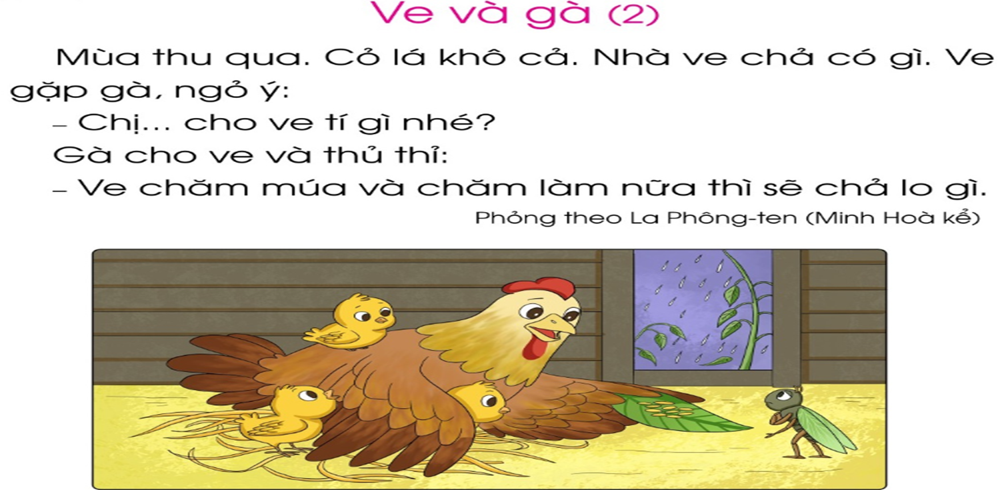 Ve và gà (2)
Mùa thu qua. Cỏ lá khô cả. Nhà ve chả có gì. Ve
gặp gà, ngỏ ý:
– Chị... cho ve tí gì nhé?
Gà cho ve và thủ thỉ:
– Ve chăm múa và chăm làm nữa thì sẽ chả lo gì.
Phỏng theo La Phông-ten (Minh Hoà kể)